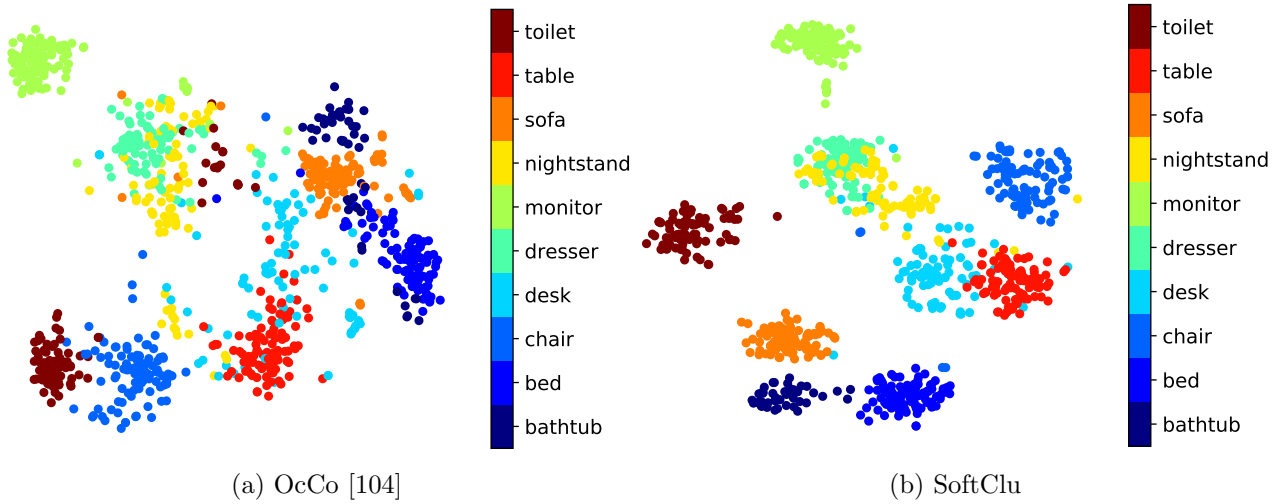 toilet
table
sofa
nightstand
monitor
dresser
desk
chair
bed
bathtub
(a) OcCo [104]
toilet
table
sofa
nightstand
monitor
dresser
desk
chair
bed
bathtub
(b) SoftClu